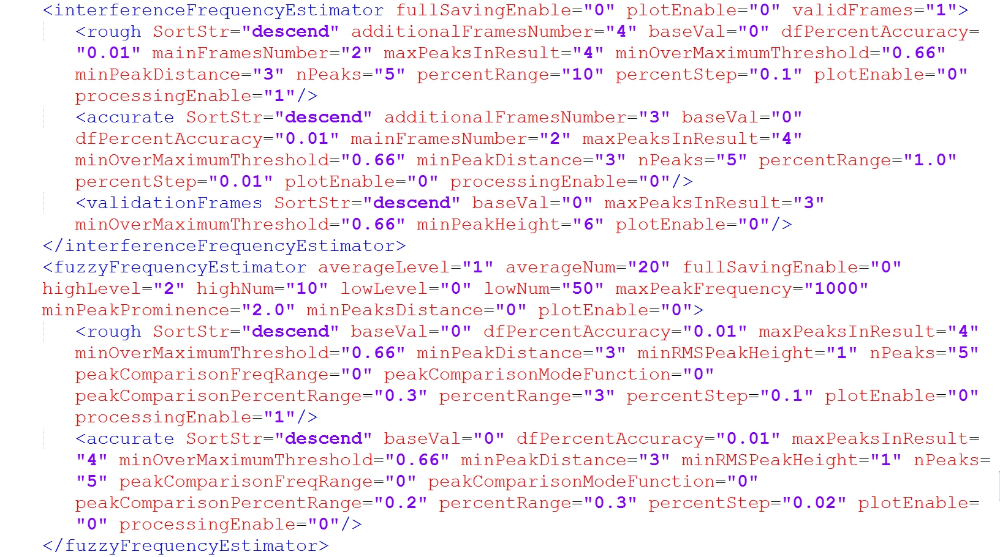 <interferenceFrequencyEstimator fullSavingEnable="0" plotEnable="0" validFrames="1">
<rough SortStr="descend" additionalFramesNumber="4" baseVal="0" dfPercentAccuracy=
"0.01" mainFramesNumber="2" maxPeaksInResult="4" minOverMaximumThreshold="0.66"
minPeakDistance="3" nPeaks="5" percentRange="10" percentStep="0.1" plotEnable="0"
processingEnable="1"/>
<accurate SortStr="descend" additionalFramesNumber="3" baseVal="0"
dfPercentAccuracy="0.01" mainFramesNumber="2" maxPeaksInResult="4"
minOverMaximumThreshold="0.66" minPeakDistance="3" nPeaks="5" percentRange="1.0"
percentStep="0.01" plotEnable="0" processingEnable="0"/>
<validationFrames SortStr="descend" baseVal="0" maxPeaksInResult="3"
minOverMaximumThreshold="0.66" minPeakHeight="6" plotEnable="0"/>
</interferenceFrequencyEstimator>
<fuzzyFrequencyEstimator averageLevel="1" averageNum="20" fullSavingEnable="0"
highLevel="2" highNum="10" lowLevel="0" lowNum="50" maxPeakFrequency="1000"
minPeakProminence="2.0" minPeaksDistance="0" plotEnable="0">
<rough SortStr="descend" baseVal="0" dfPercentAccuracy="0.01" maxPeaksInResult="4"
minOverMaximumThreshold="0.66" minPeakDistance="3" minRMSPeakHeight="1" nPeaks="5"
peakComparisonFreqRange="0" peakComparisonModeFunction="0"
peakComparisonPercentRange="0.3" percentRange="3" percentStep="0.1" plotEnable="0"
processingEnable="1"/>
<accurate SortStr="descend" baseVal="0" dfPercentAccuracy="0.01" maxPeaksInResult=
"4" minOverMaximumThreshold="0.66" minPeakDistance="3" minRMSPeakHeight="1" nPeaks=
"5" peakComparisonFreqRange="0" peakComparisonModeFunction="0"
peakComparisonPercentRange="0.2" percentRange="0.3" percentStep="0.02" plotEnable=
"0" processingEnable="0"/>
</fuzzyFrequencyEstimator>